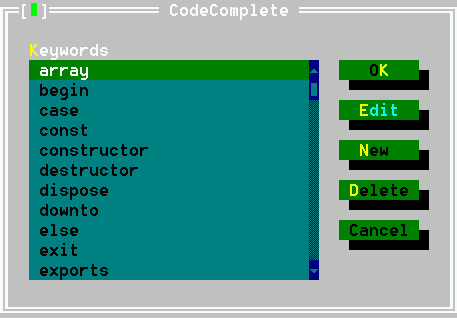 CodeComplete
Keywords
array
begin
case
const
constructor
destructor
dispose
downto
else
exit
exports
OK
Edit
New
Delete
Cancel